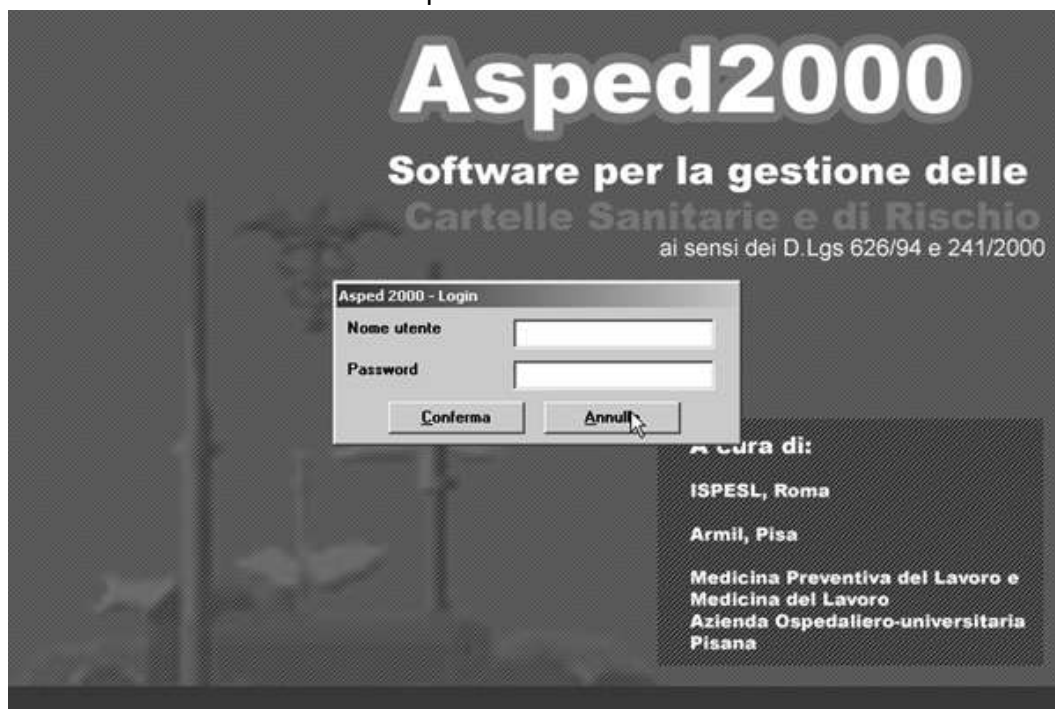 Asped2000
Software per la gestione delle
Cartelle Sanitarie e di Rischio
ai sensi dei D.Lgs 626/94 e 241/2000
Asped 2000 - Login
Nome utente
Password
Conferma
Annulla
A cura di:
ISPESL, Roma
Armil, Pisa
Medicina Preventiva del Lavoro e
Medicina del Lavoro
Azienda Ospedaliero-universitaria
Pisana